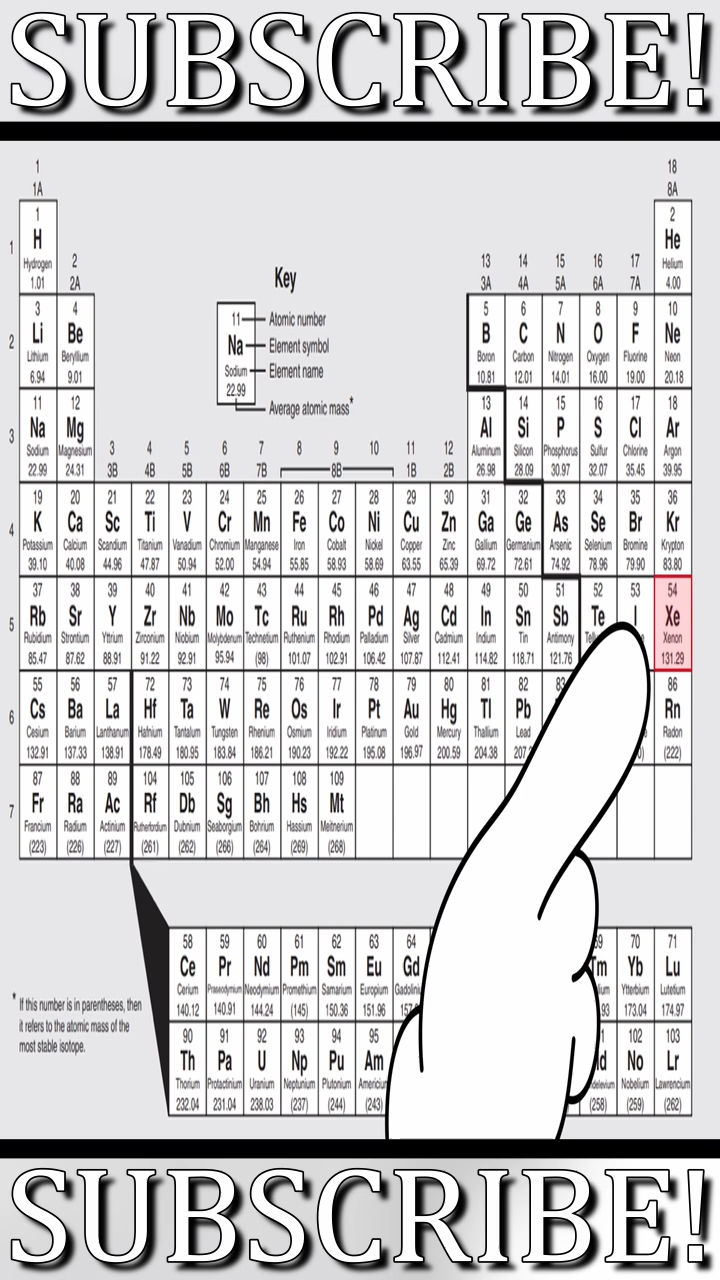 SUBSCRIBE!
1 18
1A 8A
1 2
H He
1
Hydrogen 2 13 14 15 16 17 Helium
1.01 2A 3A 4A 5A 6A 7A 4.00
Key
3 4 5 6 7 8 9 10
11 Atomic number
Li Be B C N O F Ne
2
Na Element symbol
Lithium Beryllium Boron Carbon Nitrogen Oxygen Fluorine Neon
Sodium Element name
6.94 9.01 10.81 12.01 14.01 16.00 19.00 20.18
22.99
Average atomic mass*
11 12 13 14 15 16 17 18
Na Mg Al Si P S Cl Ar
3
Sodium Magnesium 3 4 5 6 7 8 9 10 11 12 Aluminum Silicon Phosphorus Sulfur Chlorine Argon
22.99 24.31 3B 4B 5B 6B 7B 8B 1B 2B 26.98 28.09 30.97 32.07 35.45 39.95
19 20 21 22 23 24 25 26 27 28 29 30 31 32 33 34 35 36
K Ca Sc Ti V Cr Mn Fe Co Ni Cu Zn Ga Ge As Se Br Kr
4
Potassium Calcium Scandium Titanium Vanadium Chromium Manganese Iron Cobalt Nickel Copper Zinc Gallium Germanium Arsenic Selenium Bromine Krypton
39.10 40.08 44.96 47.87 50.94 52.00 54.94 55.85 58.93 58.69 63.55 65.39 69.72 72.61 74.92 78.96 79.90 83.80
37 38 39 40 41 42 43 44 45 46 47 48 49 50 51 52 53 54
Rb Sr Y Zr Nb Mo Tc Ru Rh Pd Ag Cd In Sn Sb Te I Xe
5
Rubidium Strontium Yttrium Zirconium Niobium Molybdenum Technetium Ruthenium Rhodium Palladium Silver Cadmium Indium Tin Antimony Xenon
85.47 87.62 88.91 91.22 92.91 95.94 (98) 101.07 102.91 106.42 107.87 112.41 114.82 118.71 121.76 131.29
55 56 57 72 73 74 75 76 77 78 79 80 81 82 86
Cs Ba La Hf Ta W Re Os Ir Pt Au Hg Tl Pb Rn
6
Cesium Barium Lanthanum Hafnium Tantalum Tungsten Rhenium Osmium Iridium Platinum Gold Mercury Thallium Lead Radon
132.91 137.33 138.91 178.49 180.95 183.84 186.21 190.23 192.22 195.08 196.97 200.59 204.38 (222)
87 88 89 104 105 106 107 108 109
Fr Ra Ac Rf Db Sg Bh Hs Mt
7
Francium Radium Actinium Rutherfordium Dubnium Seaborgium Bohrium Hassium Meitnerium
(223) (226) (227) (261) (262) (266) (264) (269) (268)
58 59 60 61 62 63 64 70 71
Ce Pr Nd Pm Sm Eu Gd Tm Yb Lu
Cerium Praseodymium Neodymium Promethium Samarium Europium Ytterbium Lutetium
140.12 140.91 144.24 (145) 150.36 151.96 173.04 174.97
90 91 92 93 94 95 102 103
Th Pa U Np Pu Am No Lr
Thorium Protactinium Uranium Neptunium Plutonium Nobelium Lawrencium
232.04 231.04 238.03 (237) (244) (243) (258) (259) (262)
* If this number is in parentheses, then
it refers to the atomic mass of the
most stable isotope.
SUBSCRIBE!